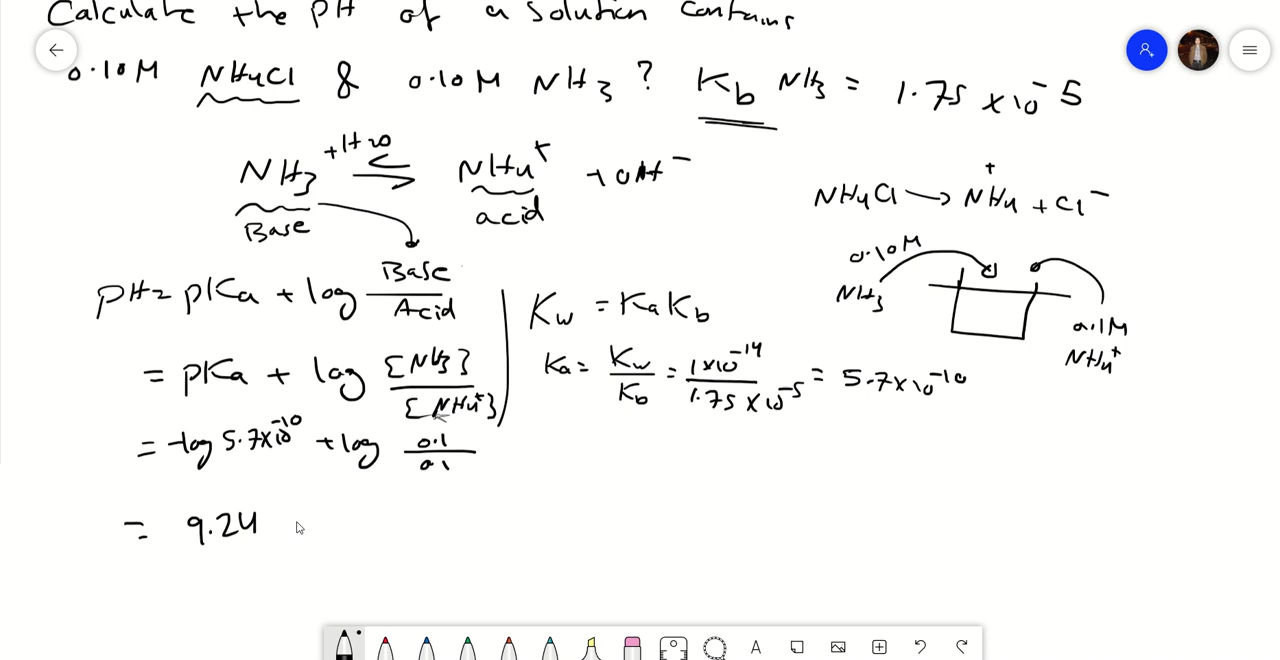 Calculate the pH of a solution contains
0.10M NH4Cl & 0.10M NH3? Kb NH3 = 1.75 x 10^-5
NH3 +H2O ⇌ NH4+ + OH-
Base
acid
NH4Cl → NH4+ + Cl-
0.10M
NH3
0.1M
NH4+
pH = pKa + log Base/Acid
= pKa + log [NH3]/[NH4+]
= -log 5.7x10^-10 + log 0.1/0.1
= 9.24
Kw = Ka Kb
Ka = Kw/Kb = 1x10^-14/1.75 x 10^-5 = 5.7x10^-10
A